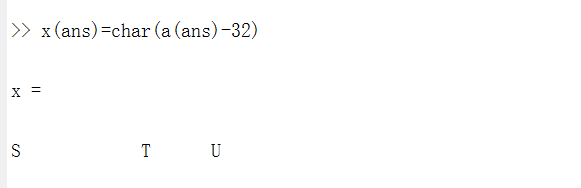 >> x(ans)=char(a(ans)-32)
x =
S            T      U